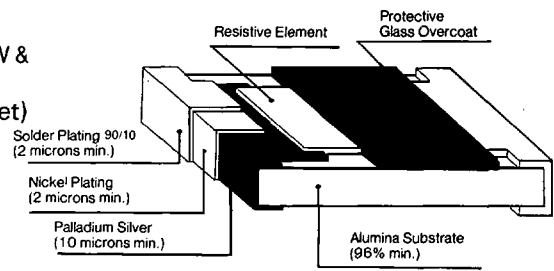 W &
et)
Resistive Element
Protective
Glass Overcoat
Solder Plating 90/10
(2 microns min.)
Nickel Plating
(2 microns min.)
Palladium Silver
(10 microns min.)
Alumina Substrate
(96% min.)